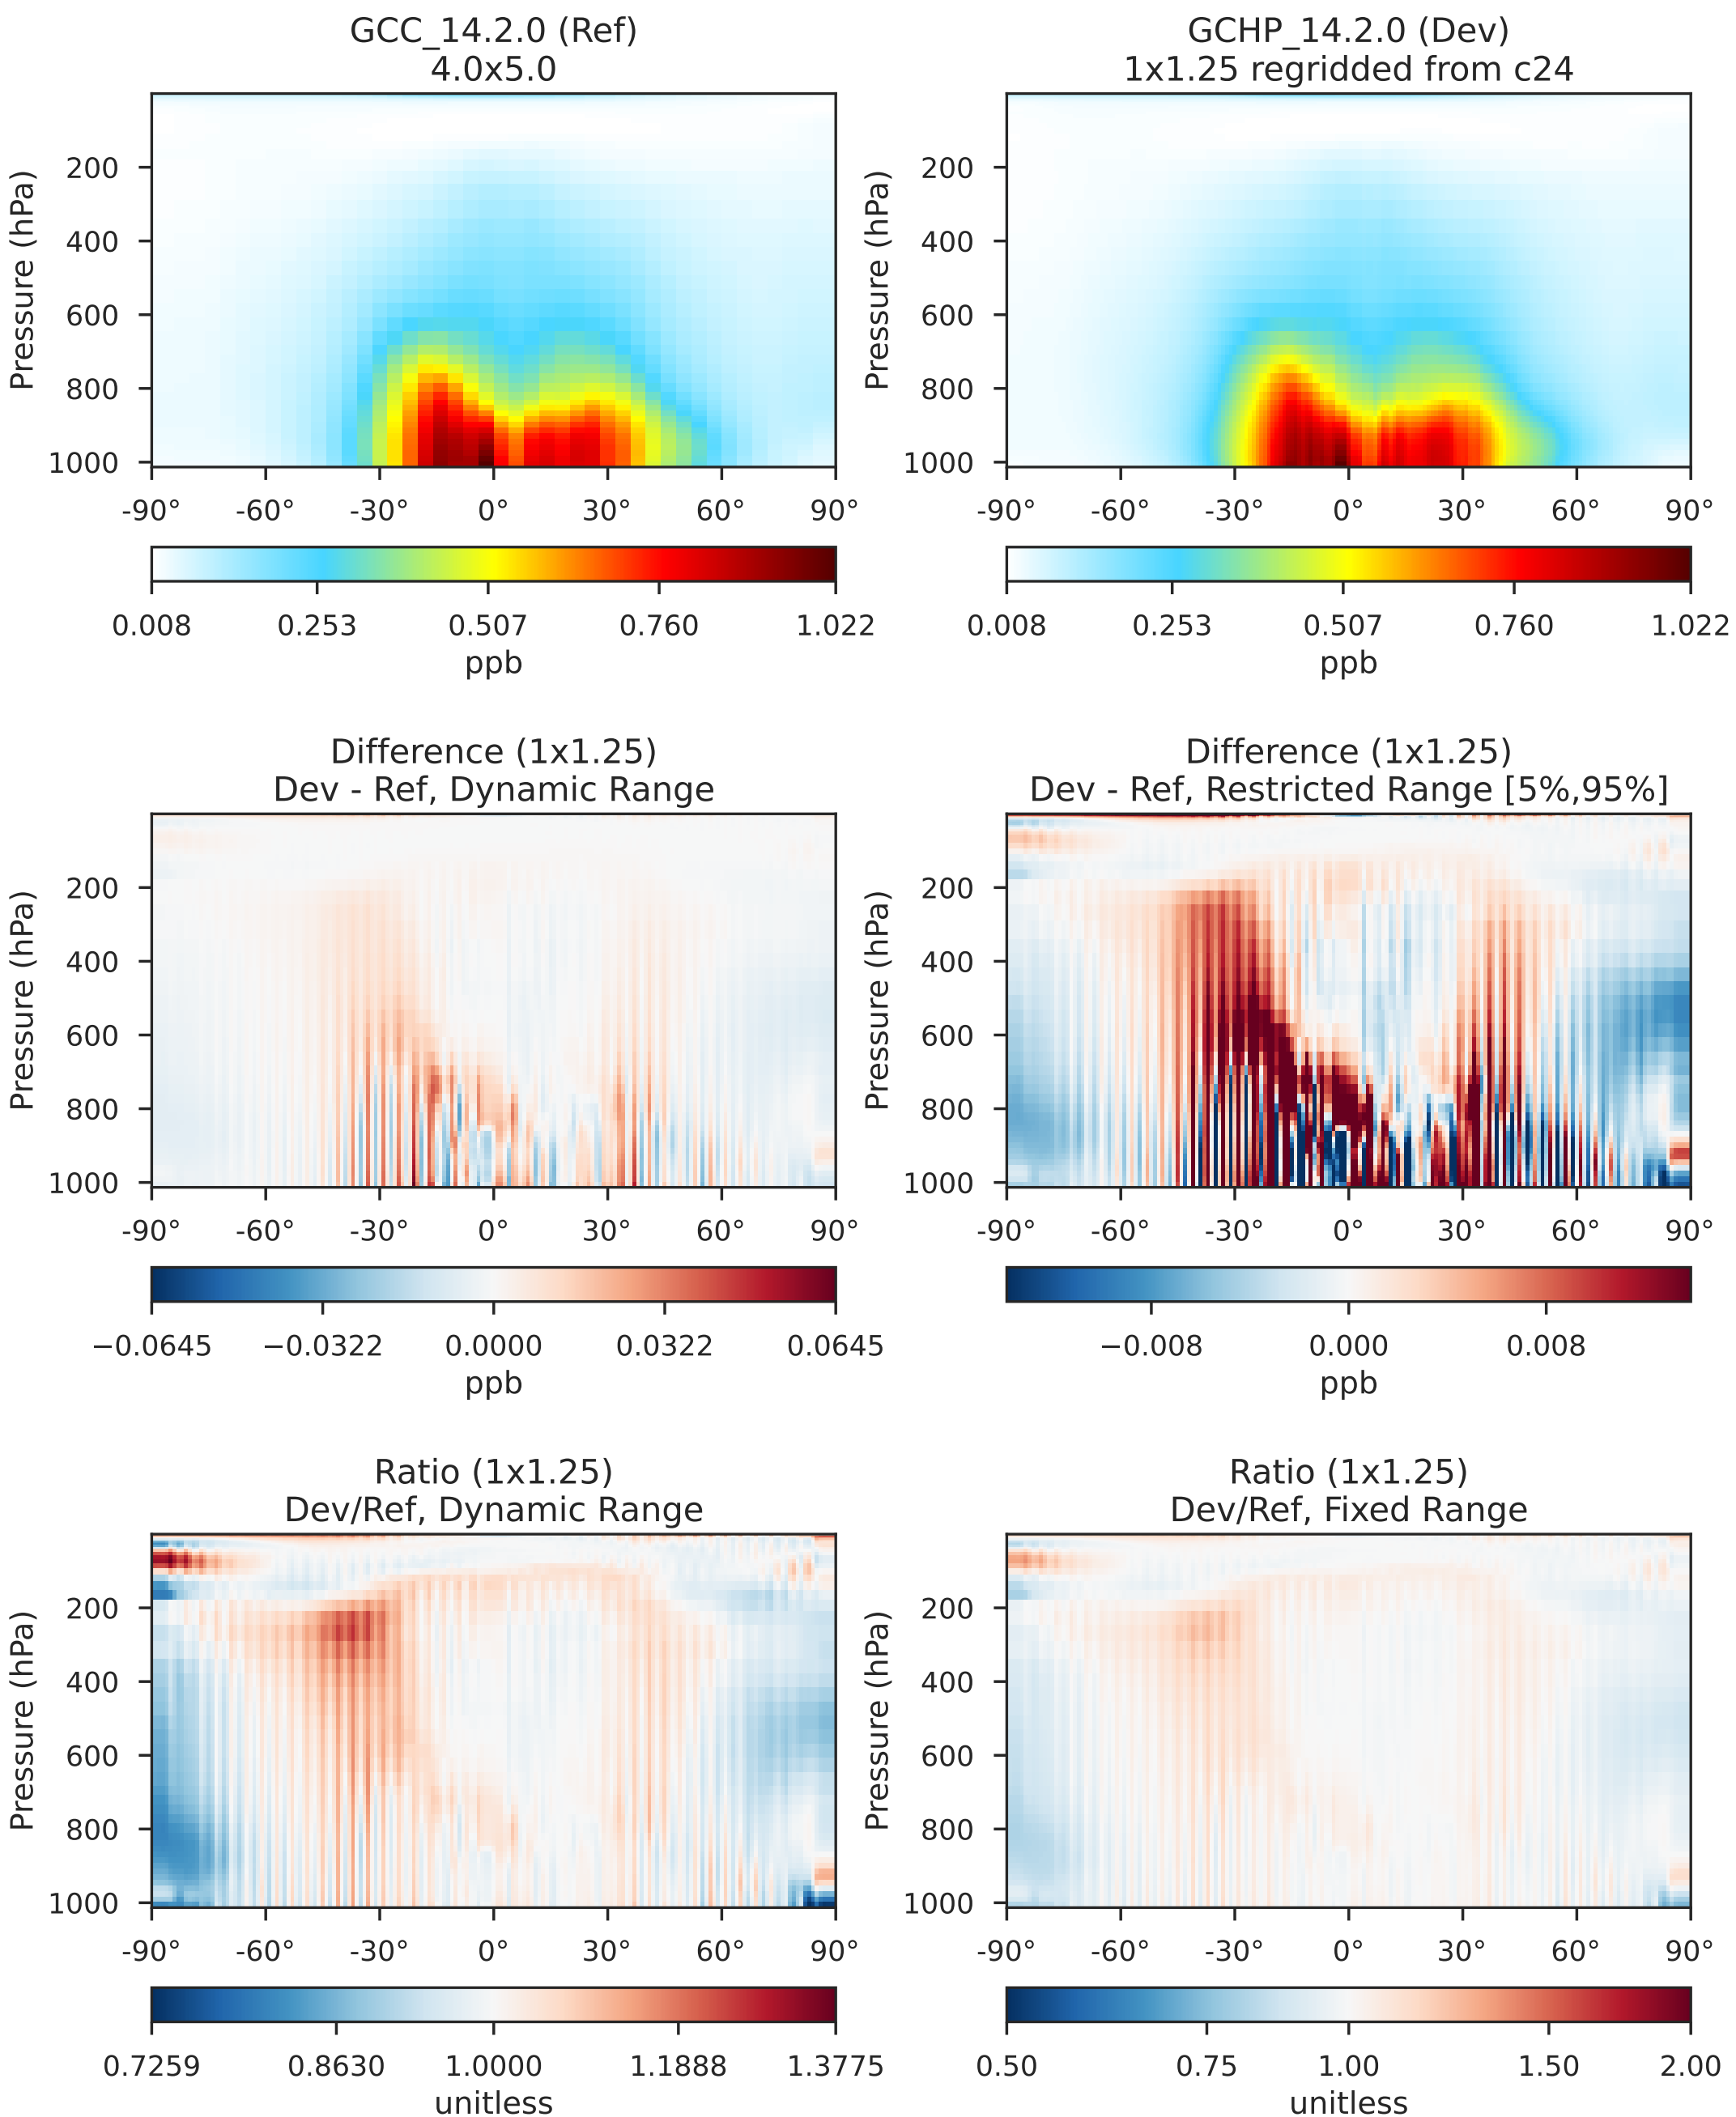 GCC_14.2.0 (Ref)
4.0x5.0
Pressure (hPa)
200
400
600
800
1000
-90° -60° -30° 0° 30° 60° 90°
0.008 0.253 0.507 0.760 1.022
ppb
GCHP_14.2.0 (Dev)
1x1.25 regridded from c24
Pressure (hPa)
200
400
600
800
1000
-90° -60° -30° 0° 30° 60° 90°
0.008 0.253 0.507 0.760 1.022
ppb
Difference (1x1.25)
Dev - Ref, Dynamic Range
Pressure (hPa)
200
400
600
800
1000
-90° -60° -30° 0° 30° 60° 90°
−0.0645 −0.0322 0.0000 0.0322 0.0645
ppb
Difference (1x1.25)
Dev - Ref, Restricted Range [5%,95%]
Pressure (hPa)
200
400
600
800
1000
-90° -60° -30° 0° 30° 60° 90°
−0.008 0.000 0.008
ppb
Ratio (1x1.25)
Dev/Ref, Dynamic Range
Pressure (hPa)
200
400
600
800
1000
-90° -60° -30° 0° 30° 60° 90°
0.7259 0.8630 1.0000 1.1888 1.3775
unitless
Ratio (1x1.25)
Dev/Ref, Fixed Range
Pressure (hPa)
200
400
600
800
1000
-90° -60° -30° 0° 30° 60° 90°
0.50 0.75 1.00 1.50 2.00
unitless